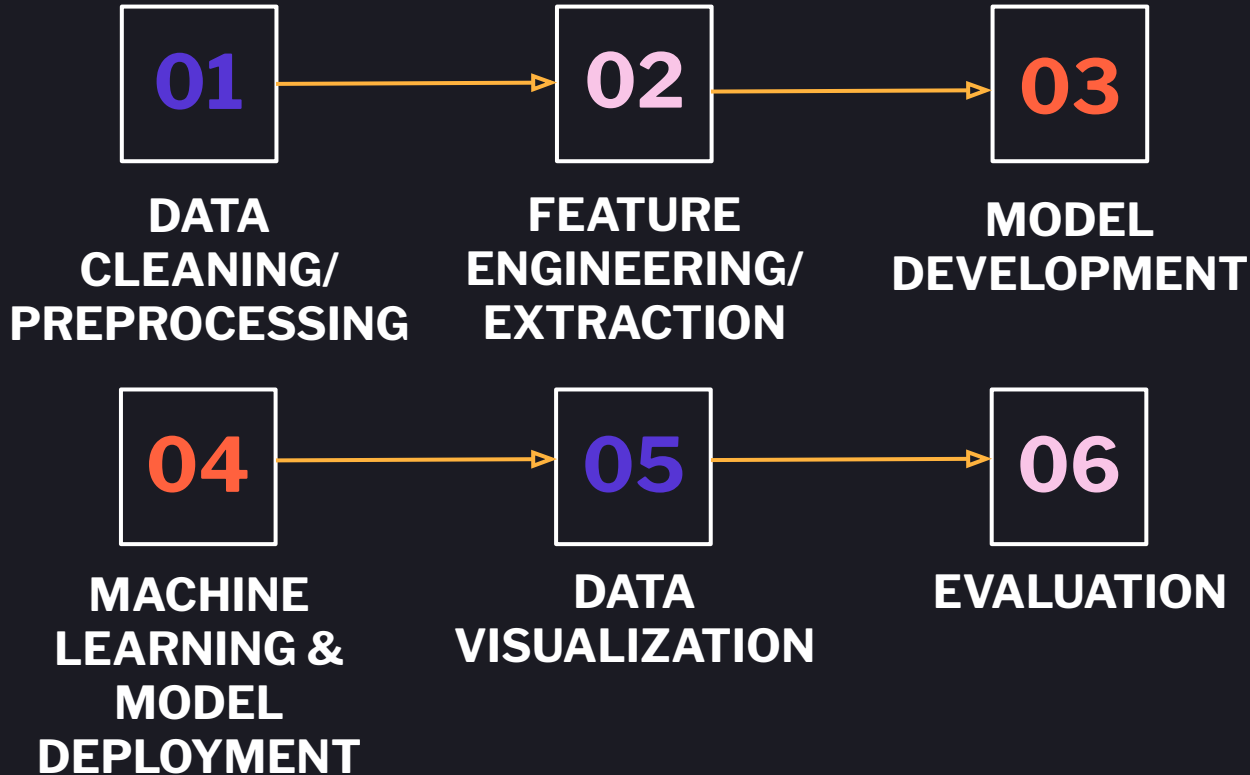 01
DATA
CLEANING/
PREPROCESSING
02
FEATURE
ENGINEERING/
EXTRACTION
03
MODEL
DEVELOPMENT
04
MACHINE
LEARNING &
MODEL
DEPLOYMENT
05
DATA
VISUALIZATION
06
EVALUATION